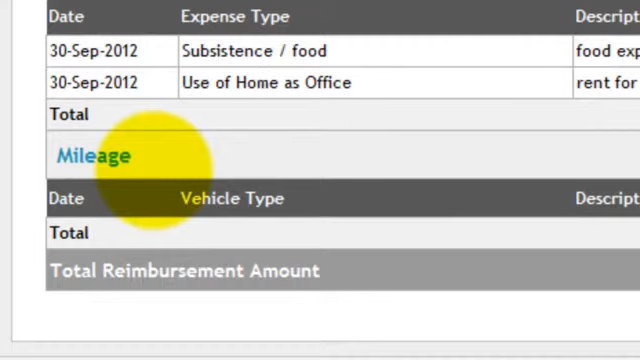 Date Expense Type Descript
30-Sep-2012 Subsistence / food food exp
30-Sep-2012 Use of Home as Office rent for
Total
Mileage
Date Vehicle Type Descript
Total
Total Reimbursement Amount